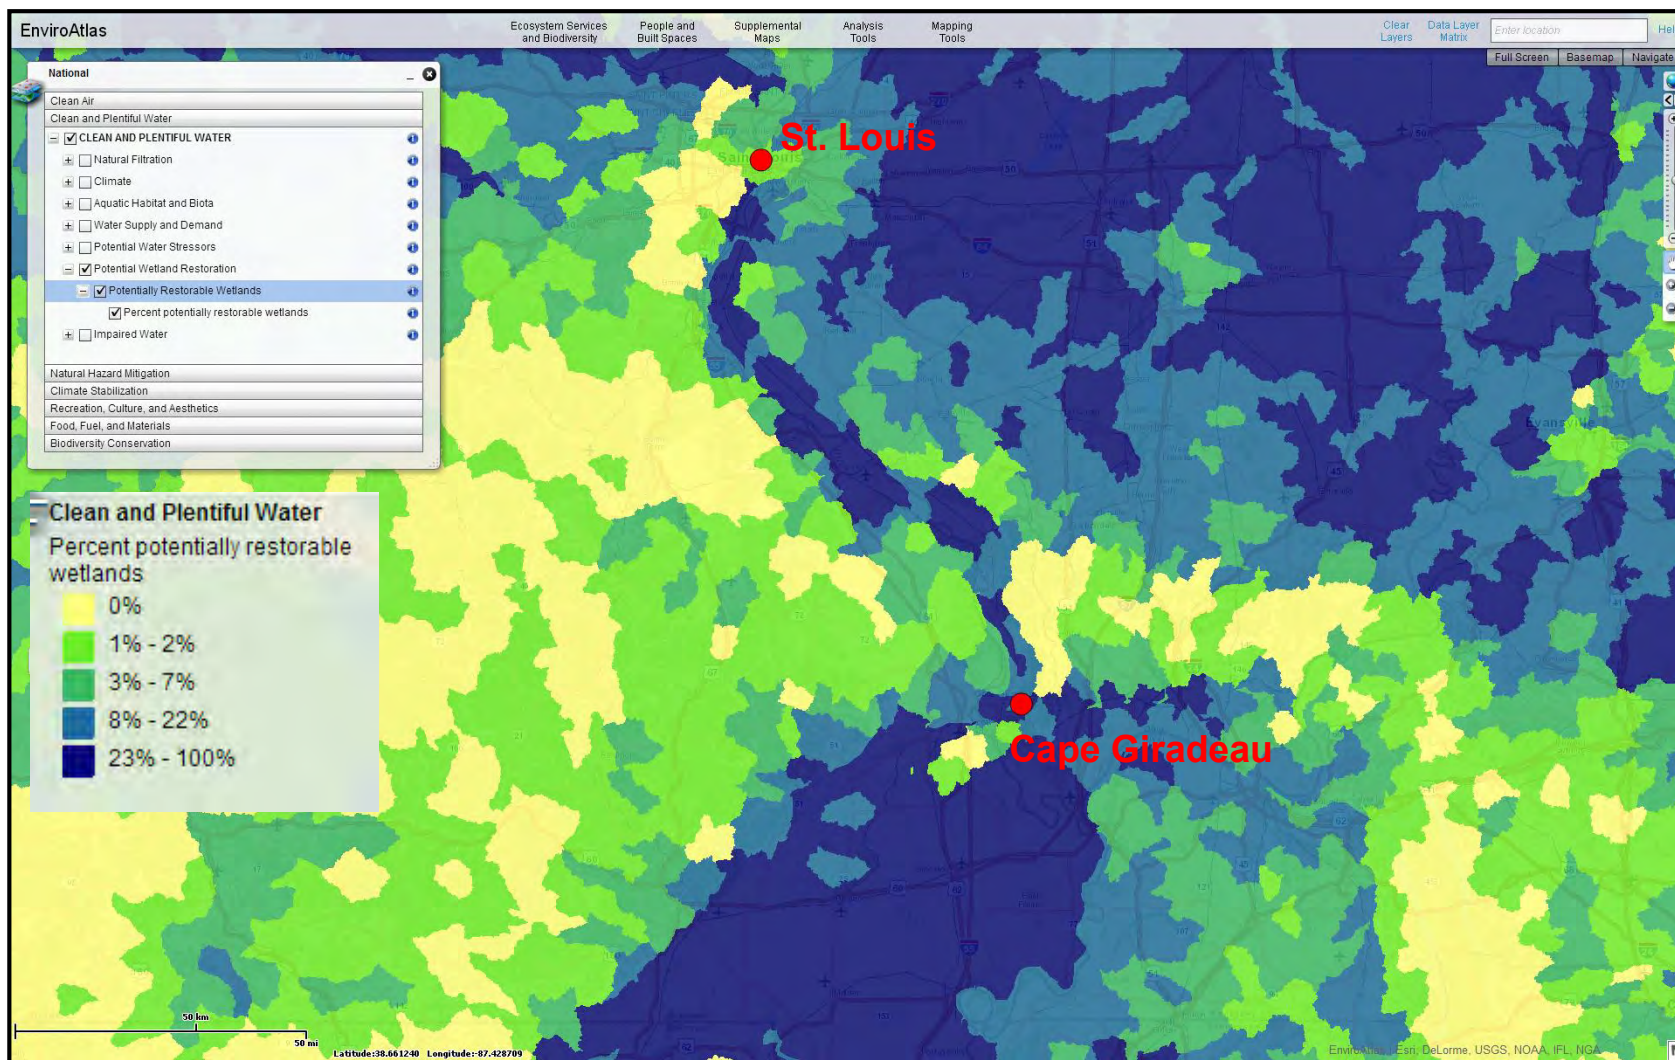 EnviroAtlas
Ecosystem Services
and Biodiversity
People and
Built Spaces
Supplemental
Maps
Analysis
Tools
Mapping
Tools
Clear
Layers
Data Layer
Matrix
Enter location
Hel
Full Screen
Basemap
Navigate
National
Clean Air
Clean and Plentiful Water
CLEAN AND PLENTIFUL WATER
Natural Filtration
Climate
Aquatic Habitat and Biota
Water Supply and Demand
Potential Water Stressors
Potential Wetland Restoration
Potentially Restorable Wetlands
Percent potentially restorable wetlands
Impaired Water
Natural Hazard Mitigation
Climate Stabilization
Recreation, Culture, and Aesthetics
Food, Fuel, and Materials
Biodiversity Conservation
St. Louis
Evansville
Clean and Plentiful Water
Percent potentially restorable
wetlands
0%
1% - 2%
3% - 7%
8% - 22%
23% - 100%
Cape Giradeau
50 km
50 mi
Latitude:38.661240 Longitude:-87.428709
EnviroAtlas, Esri, DeLorme, USGS, NOAA, IFL, NGA